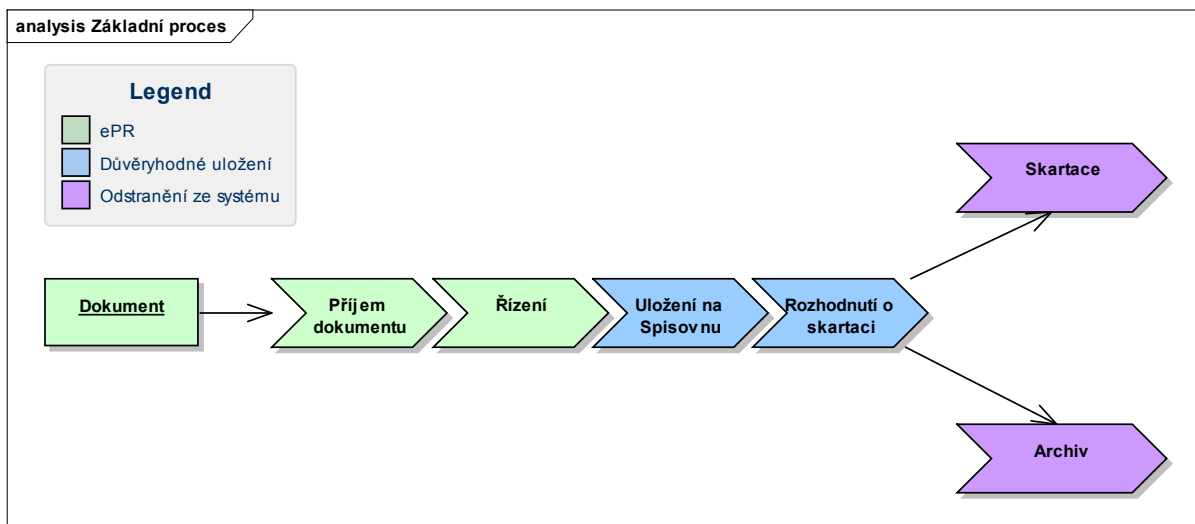 analysis Základní proces
Legend
ePR
Důvěryhodné uložení
Odstranění ze systému
Skartace
Dokument
Příjem
dokumentu
Řízení
Uložení na
Spisovnu
Rozhodnutí o
skartaci
Archiv